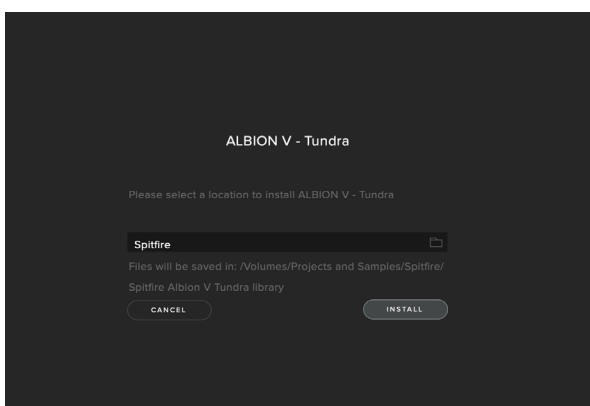 ALBION V - Tundra
Please select a location to install ALBION V - Tundra
Spitfire
Files will be saved in: /Volumes/Projects and Samples/Spitfire/
Spitfire Albion V Tundra library
CANCEL INSTALL